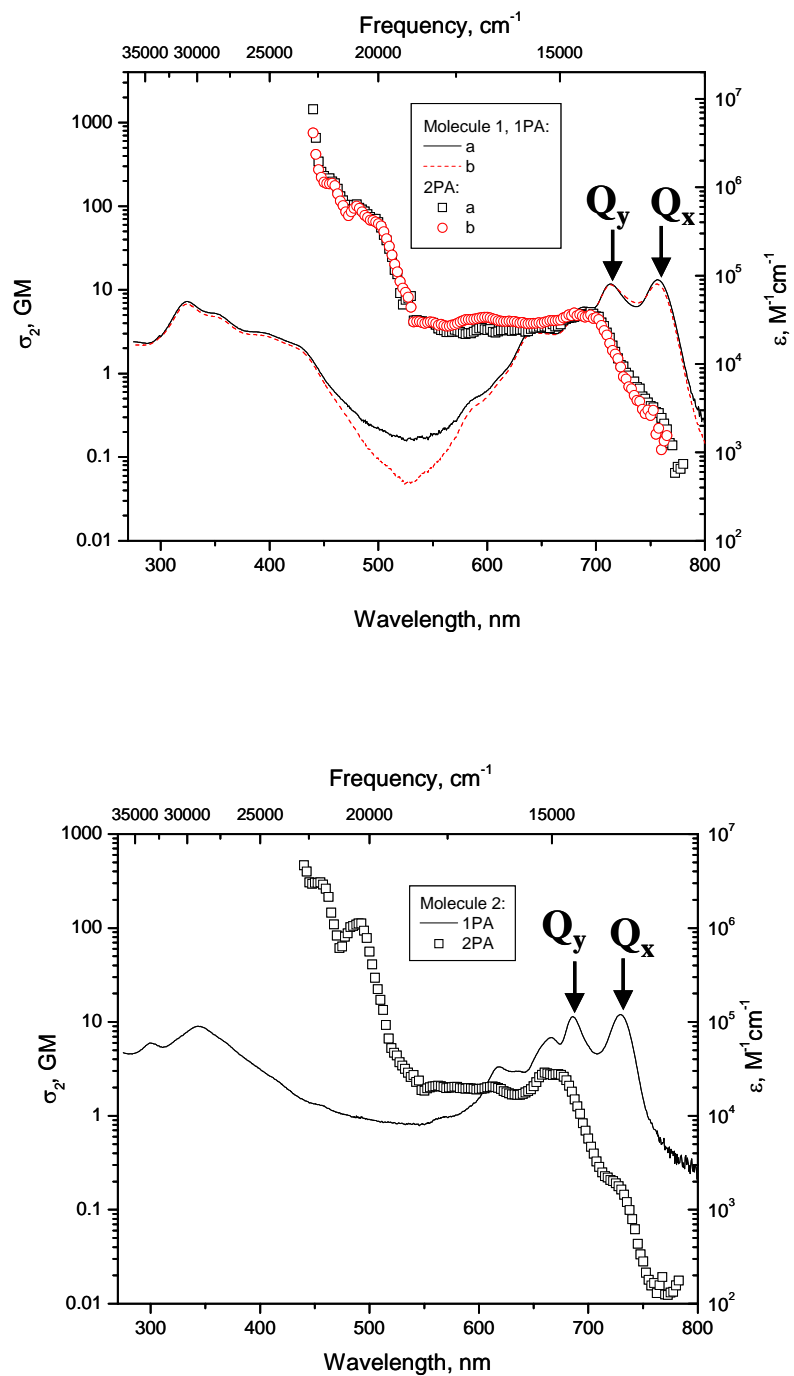 Frequency, cm⁻¹
35000 30000 25000 20000 15000
1000
100
10
1
0.1
0.01
σ₂, GM
Molecule 1, 1PA:
a
b
2PA:
a
b
Qy Qx
10⁷
10⁶
10⁵
10⁴
10³
10²
ε, M⁻¹cm⁻¹
300 400 500 600 700 800
Wavelength, nm
Frequency, cm⁻¹
35000 30000 25000 20000 15000
1000
100
10
1
0.1
0.01
σ₂, GM
Molecule 2:
1PA
2PA
Qy Qx
10⁷
10⁶
10⁵
10⁴
10³
10²
ε, M⁻¹cm⁻¹
300 400 500 600 700 800
Wavelength, nm